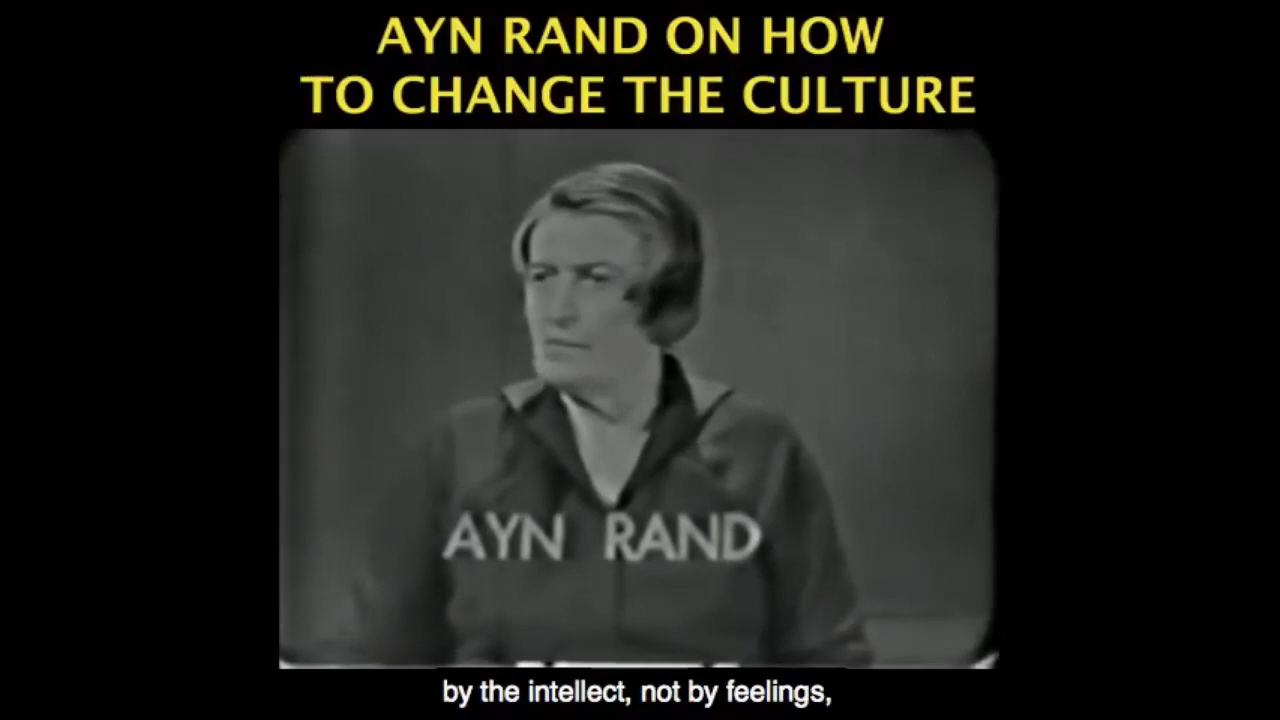 AYN RAND ON HOW
TO CHANGE THE CULTURE
AYN RAND
by the intellect, not by feelings,